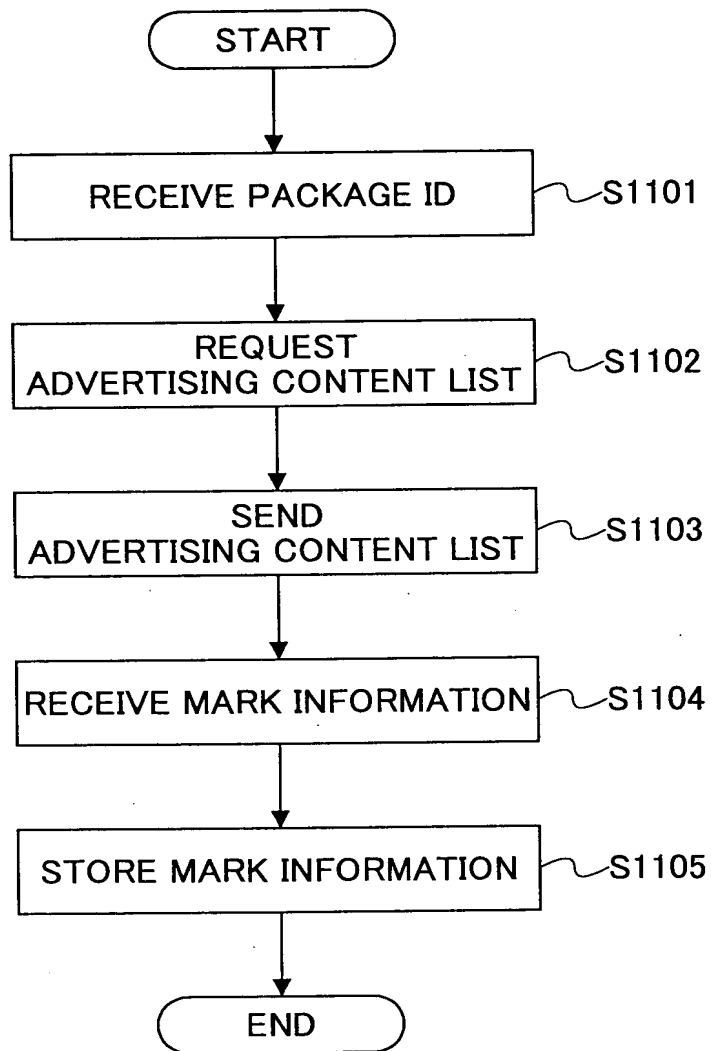 START
RECEIVE PACKAGE ID
S1101
REQUEST
ADVERTISING CONTENT LIST
S1102
SEND
ADVERTISING CONTENT LIST
S1103
RECEIVE MARK INFORMATION
S1104
STORE MARK INFORMATION
S1105
END